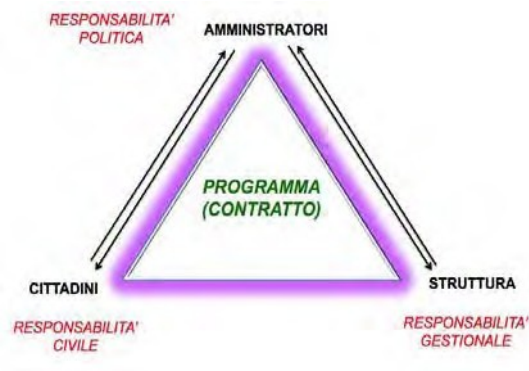 RESPONSABILITA'
POLITICA
AMMINISTRATORI
PROGRAMMA
(CONTRATTO)
CITTADINI
STRUTTURA
RESPONSABILITA'
CIVILE
RESPONSABILITA'
GESTIONALE